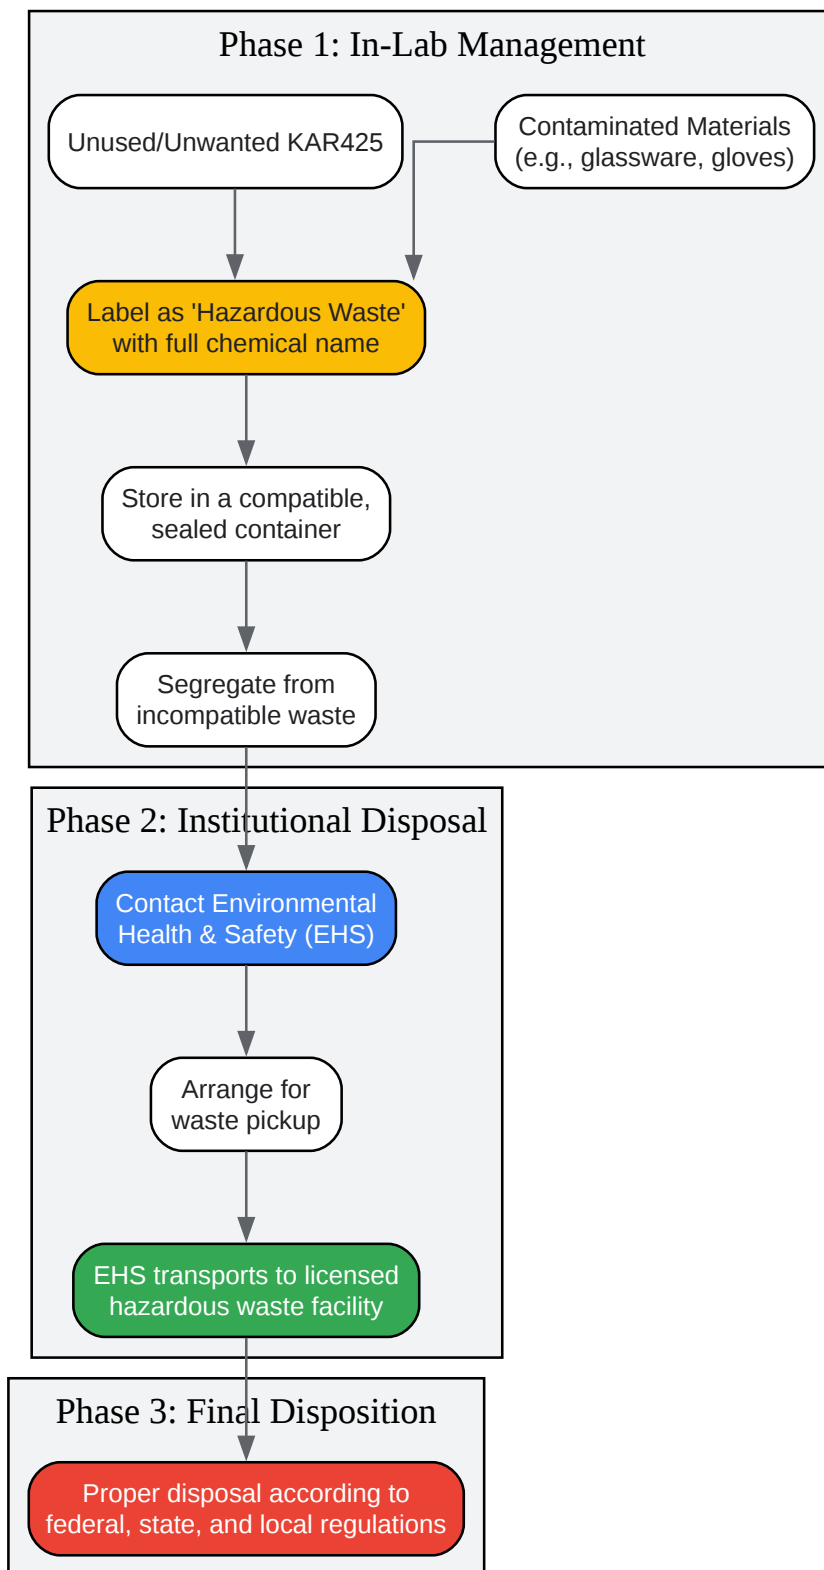 Phase 1: In-Lab Management
Unused/Unwanted KAR425
Contaminated Materials
(e.g., glassware, gloves)
Label as 'Hazardous Waste'
with full chemical name
Store in a compatible,
sealed container
Segregate from
incompatible waste
Phase 2: Institutional Disposal
Contact Environmental
Health & Safety (EHS)
Arrange for
waste pickup
EHS transports to licensed
hazardous waste facility
Phase 3: Final Disposition
Proper disposal according to
federal, state, and local regulations